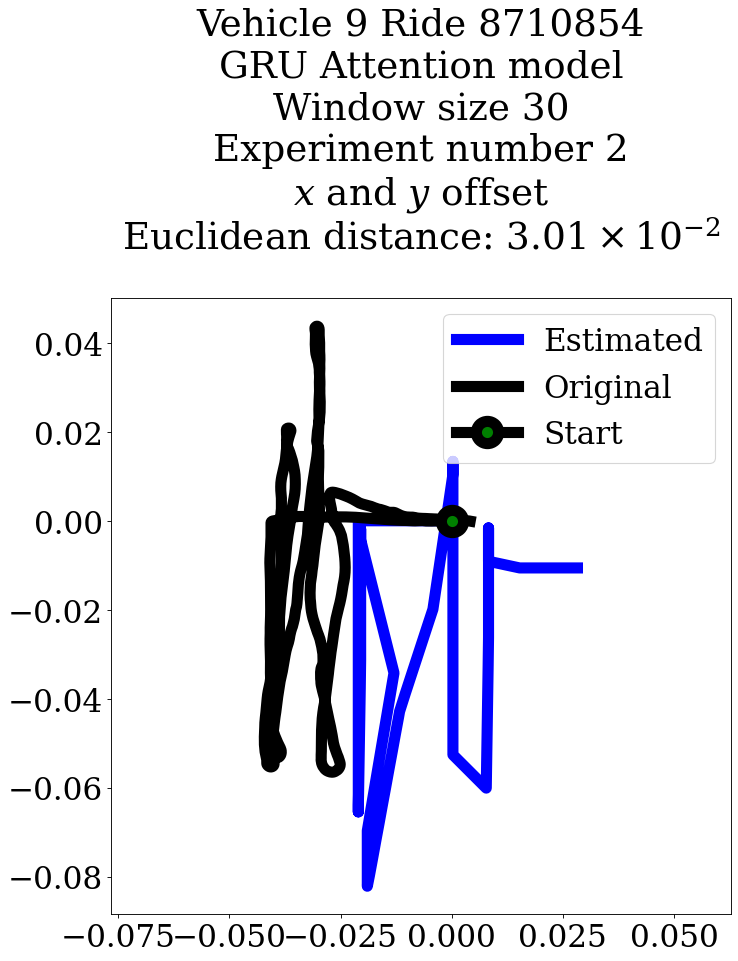 Vehicle 9 Ride 8710854
GRU Attention model
Window size 30
Experiment number 2
x and y offset
Euclidean distance: 3.01 × 10⁻²
Estimated
Original
Start
0.04
0.02
0.00
−0.02
−0.04
−0.06
−0.08
−0.075 −0.050 −0.025 0.000 0.025 0.050